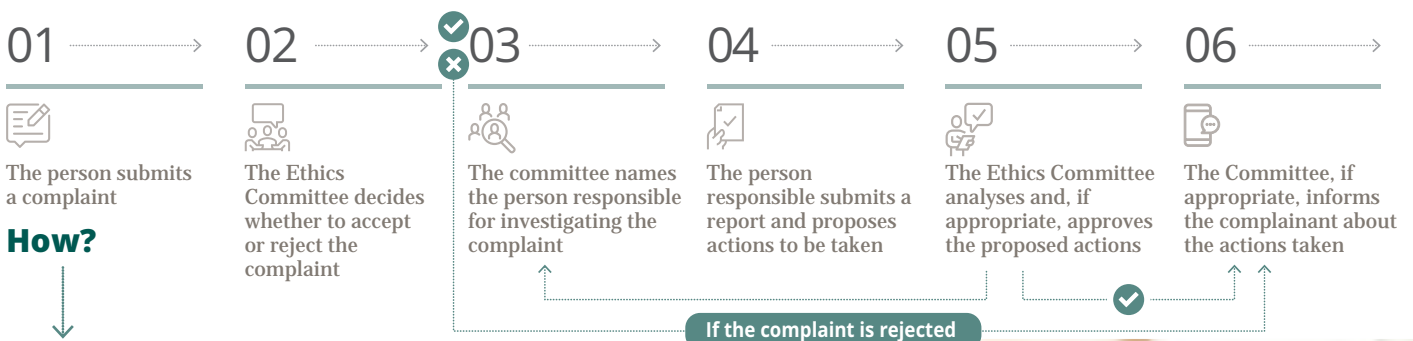 01
02
03
04
05
06
The person submits
a complaint
How?
The Ethics
Committee decides
whether to accept
or reject the
complaint
The committee names
the person responsible
for investigating the
complaint
The person
responsible submits a
report and proposes
actions to be taken
The Ethics Committee
analyses and, if
appropriate, approves
the proposed actions
The Committee, if
appropriate, informs
the complainant about
the actions taken
If the complaint is rejected